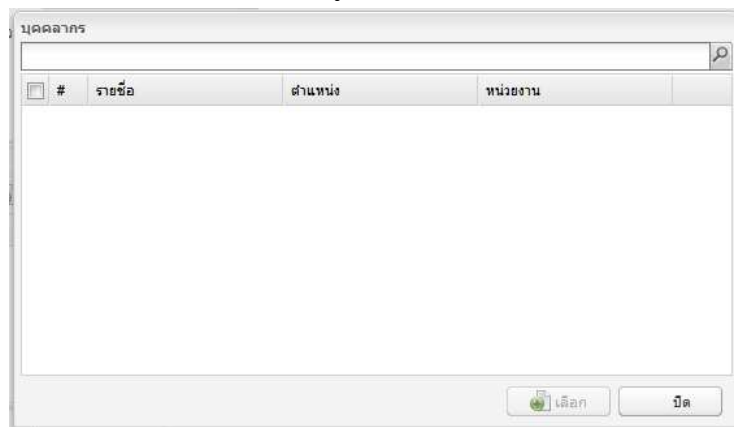 บุคคลากร
# รายชื่อ ตำแหน่ง หน่วยงาน
เลือก ปิด